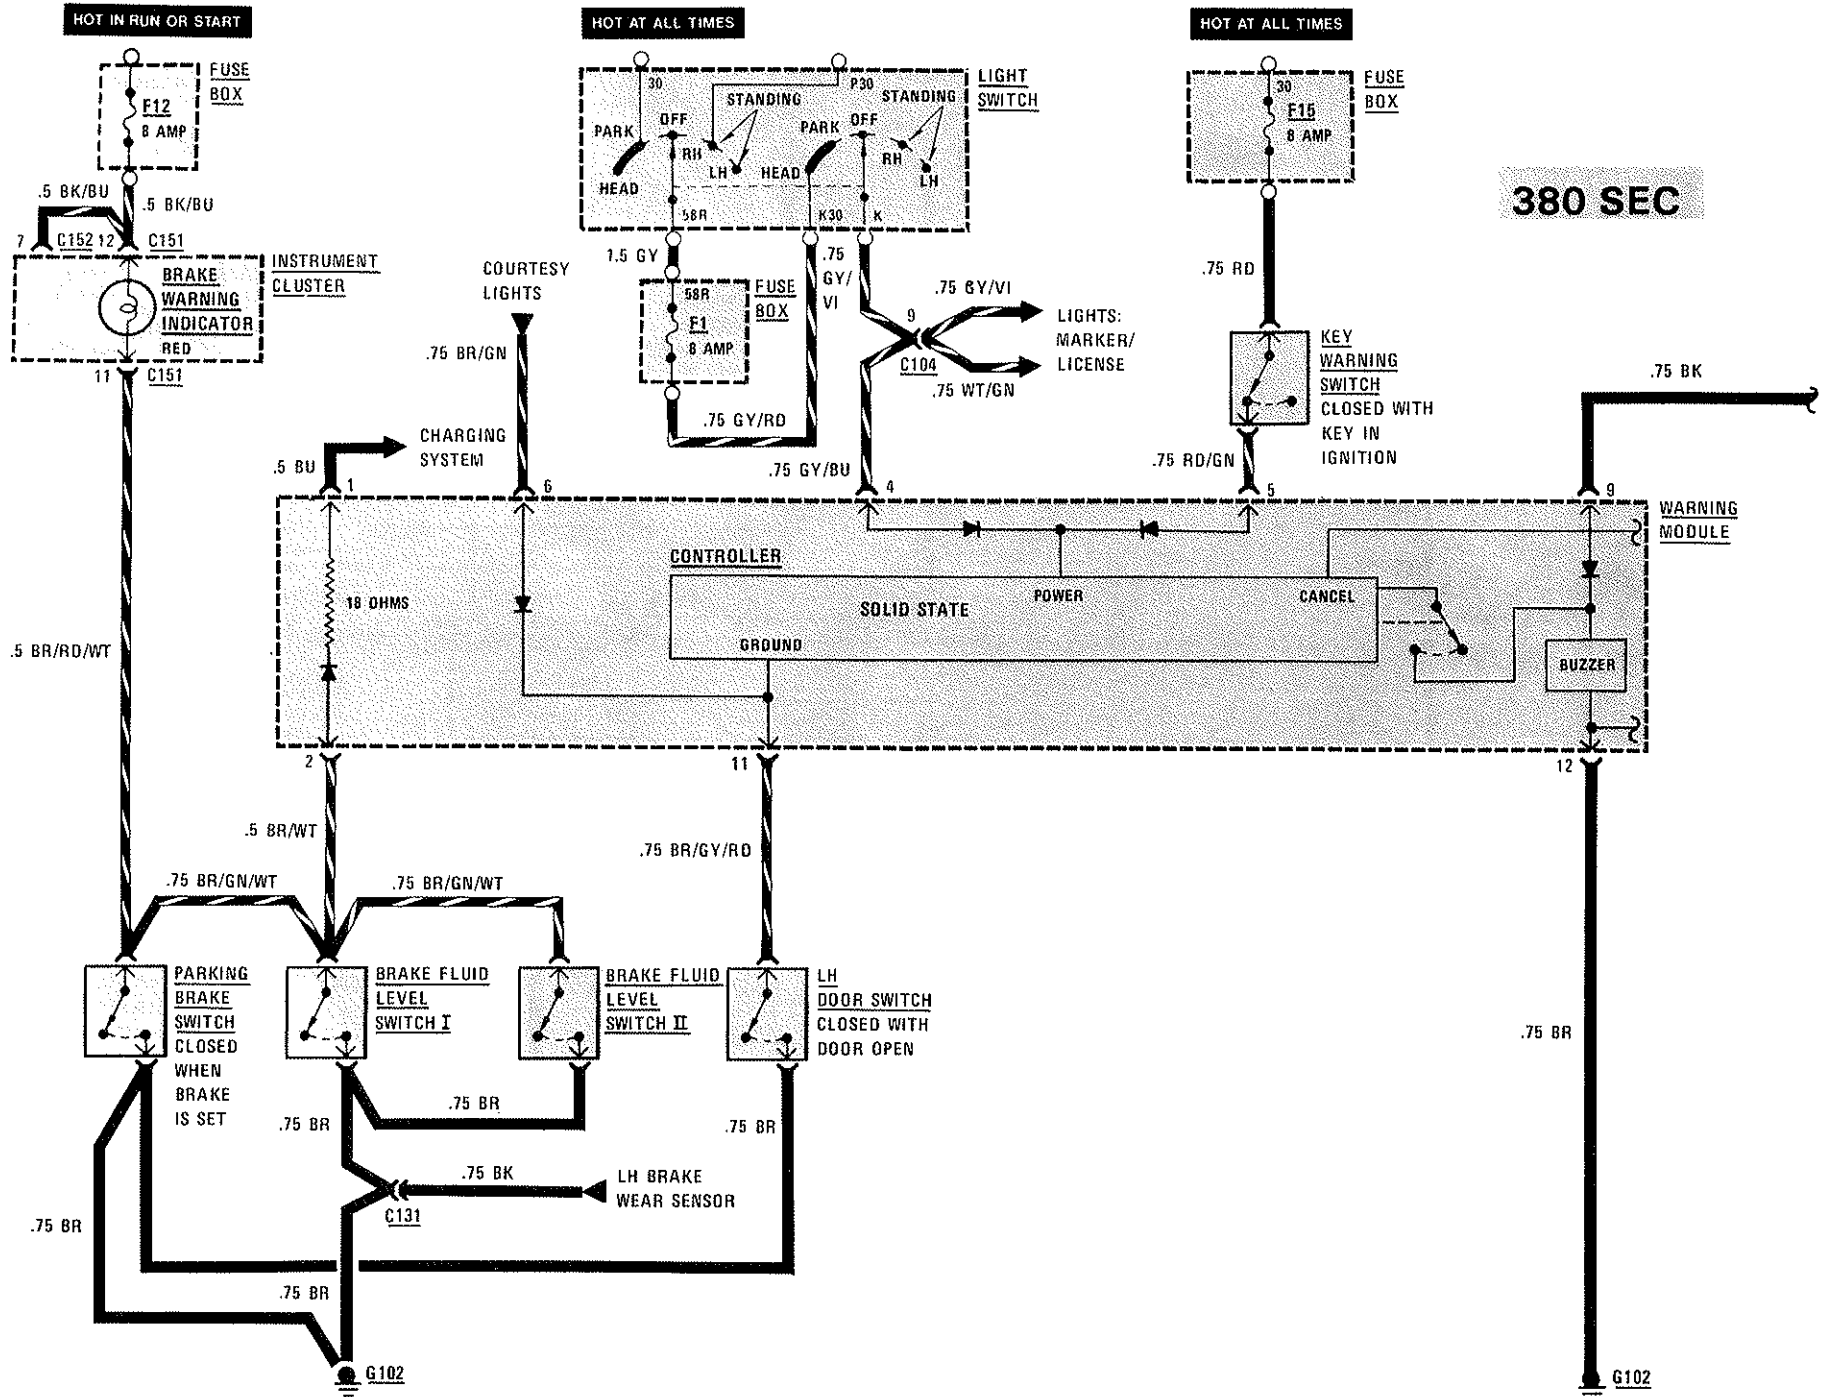 HOT IN RUN OR START
HOT AT ALL TIMES
HOT AT ALL TIMES
FUSE
BOX
F12
8 AMP
30
P30
LIGHT
SWITCH
STANDING
STANDING
PARK
OFF
RH
LH
HEAD
PARK
OFF
RH
LH
HEAD
58R
K30
K
30
F15
8 AMP
FUSE
BOX
380 SEC
.5 BK/BU
.5 BK/BU
7
C152
12
C151
INSTRUMENT
CLUSTER
BRAKE
WARNING
INDICATOR
RED
11
C151
COURTESY
LIGHTS
.75 BR/GN
1.5 GY
58R
F1
8 AMP
FUSE
BOX
.75
GY/
VI
.75 GY/RD
.75 GY/VI
9
C104
.75 WT/GN
LIGHTS:
MARKER/
LICENSE
.75 GY/BU
.75 RD
KEY
WARNING
SWITCH
CLOSED WITH
KEY IN
IGNITION
.75 RD/GN
.75 BK
CHARGING
SYSTEM
.5 BU
1
6
4
5
9
WARNING
MODULE
CONTROLLER
18 OHMS
SOLID STATE
POWER
CANCEL
GROUND
BUZZER
.5 BR/RD/WT
2
11
12
.5 BR/WT
.75 BR/GY/RD
.75 BR/GN/WT
.75 BR/GN/WT
PARKING
BRAKE
SWITCH
CLOSED
WHEN
BRAKE
IS SET
BRAKE FLUID
LEVEL
SWITCH I
BRAKE FLUID
LEVEL
SWITCH II
LH
DOOR SWITCH
CLOSED WITH
DOOR OPEN
.75 BR
.75 BR
.75 BR
.75 BR
.75 BK
LH BRAKE
WEAR SENSOR
C131
.75 BR
.75 BR
G102
G102